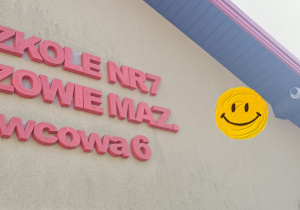 ZKOLE NR7
ZOWIE MAZ.
wcowa 6